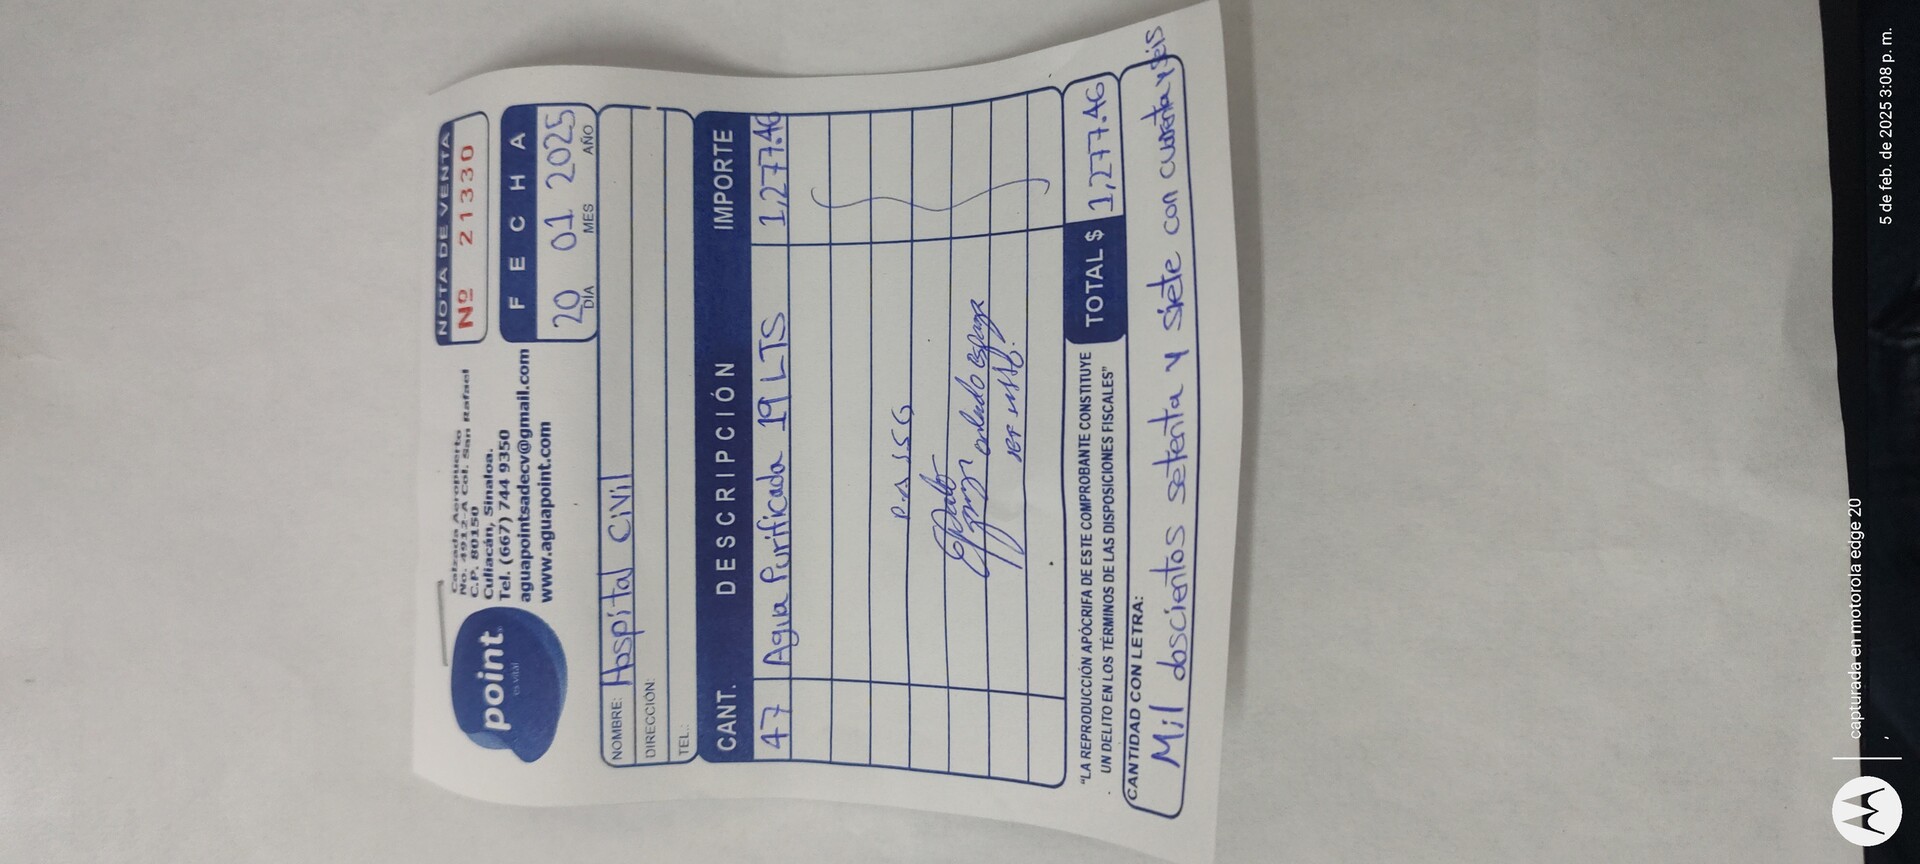 point
es vital
Calzada Aeropuerto
No. 4912-A Col. San Rafael
C.P. 80150
Culiacán, Sinaloa.
Tel. (667) 744 9350
aguapointsadecv@gmail.com
www.aguapoint.com
NOTA DE VENTA
Nº 21330
FECHA
20 01 2025
DÍA MES AÑO
NOMBRE: Hospital Civil
DIRECCIÓN:
TEL.:
CANT. DESCRIPCIÓN IMPORTE
47 Agua Purificada 19 LTS 1,277.46
"LA REPRODUCCIÓN APÓCRIFA DE ESTE COMPROBANTE CONSTITUYE
UN DELITO EN LOS TÉRMINOS DE LAS DISPOSICIONES FISCALES"
TOTAL $ 1,277.46
CANTIDAD CON LETRA:
Mil doscientos setenta y siete con cuarenta y seis
capturada en motorola edge 20
5 de feb. de 2025 3:08 p. m.